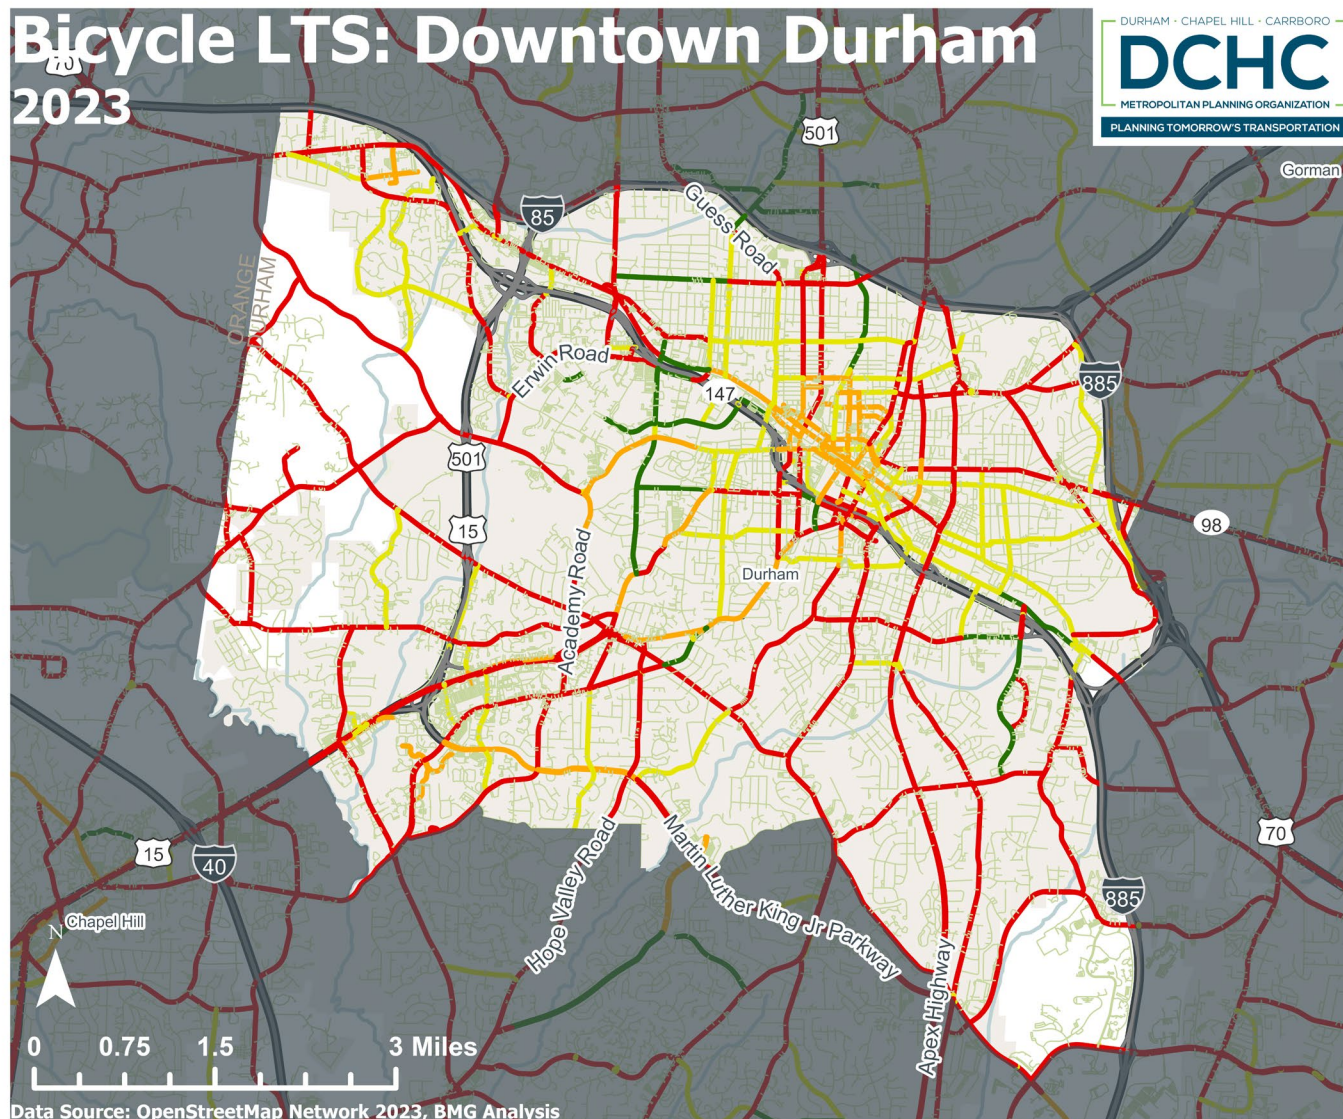 Bicycle LTS: Downtown Durham
2023
DURHAM · CHAPEL HILL · CARRBORO
DCHC
METROPOLITAN PLANNING ORGANIZATION
PLANNING TOMORROW'S TRANSPORTATION
70
501
Gorman
85
Guess Road
ORANGE
DURHAM
Erwin Road
147
885
501
15
98
Academy Road
Durham
15
40
70
885
Chapel Hill
N
Hope Valley Road
Martin Luther King Jr Parkway
Apex Highway
0 0.75 1.5 3 Miles
Data Source: OpenStreetMap Network 2023, BMG Analysis